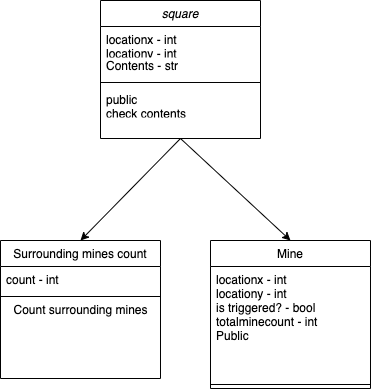 square
locationx - int
locationy - int
Contents - str
public
check contents
Surrounding mines count
count - int
Count surrounding mines
Mine
locationx - int
locationy - int
is triggered? - bool
totalminecount - int
Public